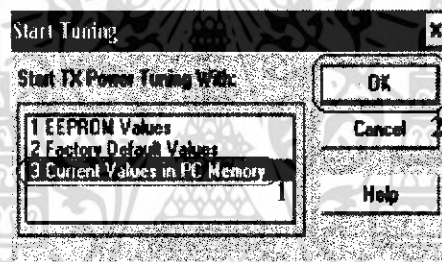 Start Tuning
Start TX Power Tuning With:
1 EEPROM Values
2 Factory Default Values
3 Current Values in PC Memory
1
OK
Cancel 2
Help